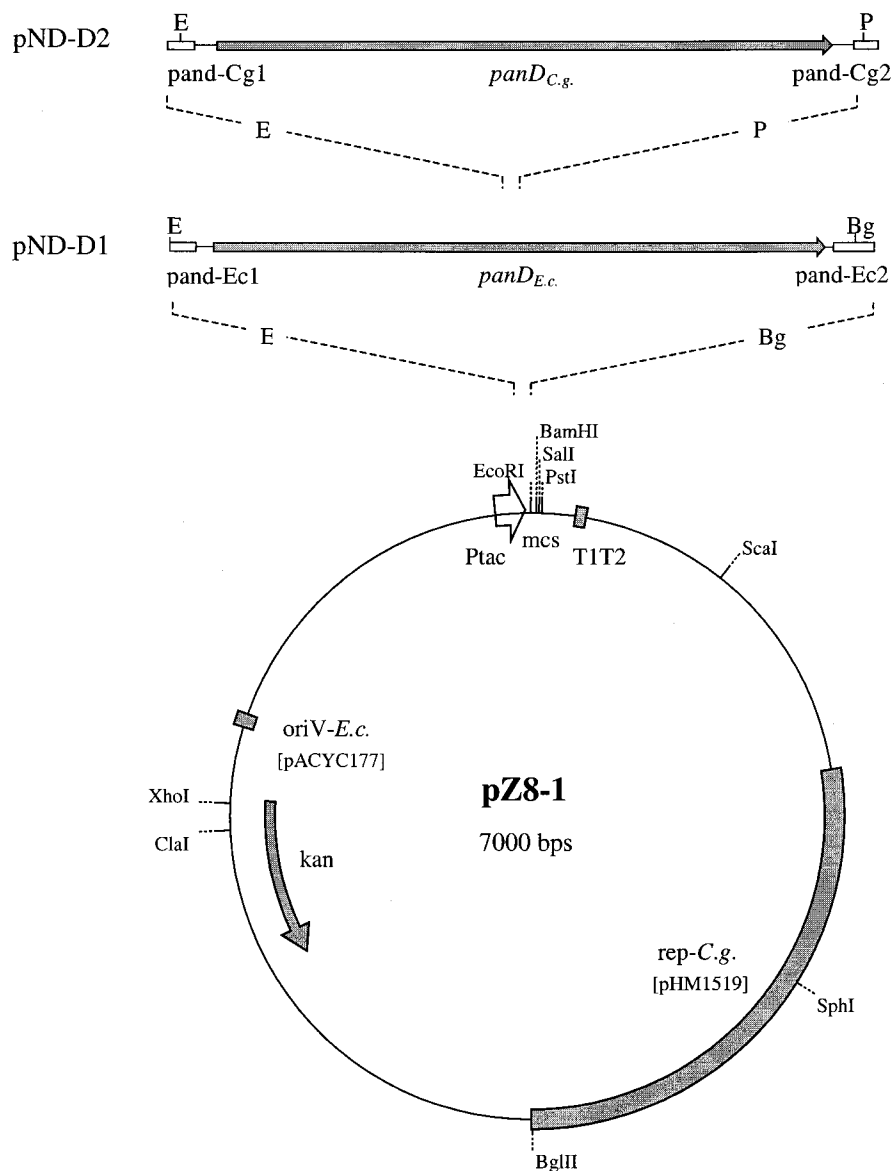 E P
pND-D2
pand-Cg1 panD C.g. pand-Cg2
E P
E Bg
pND-D1
pand-Ec1 panD E.c. pand-Ec2
E Bg
BamHI
SalI
EcoRI PstI
Ptac mcs T1T2
ScaI
oriV-E.c.
[pACYC177]
XhoI
pZ8-1
ClaI
7000 bps
kan
rep-C.g.
[pHM1519]
SphI
BglII